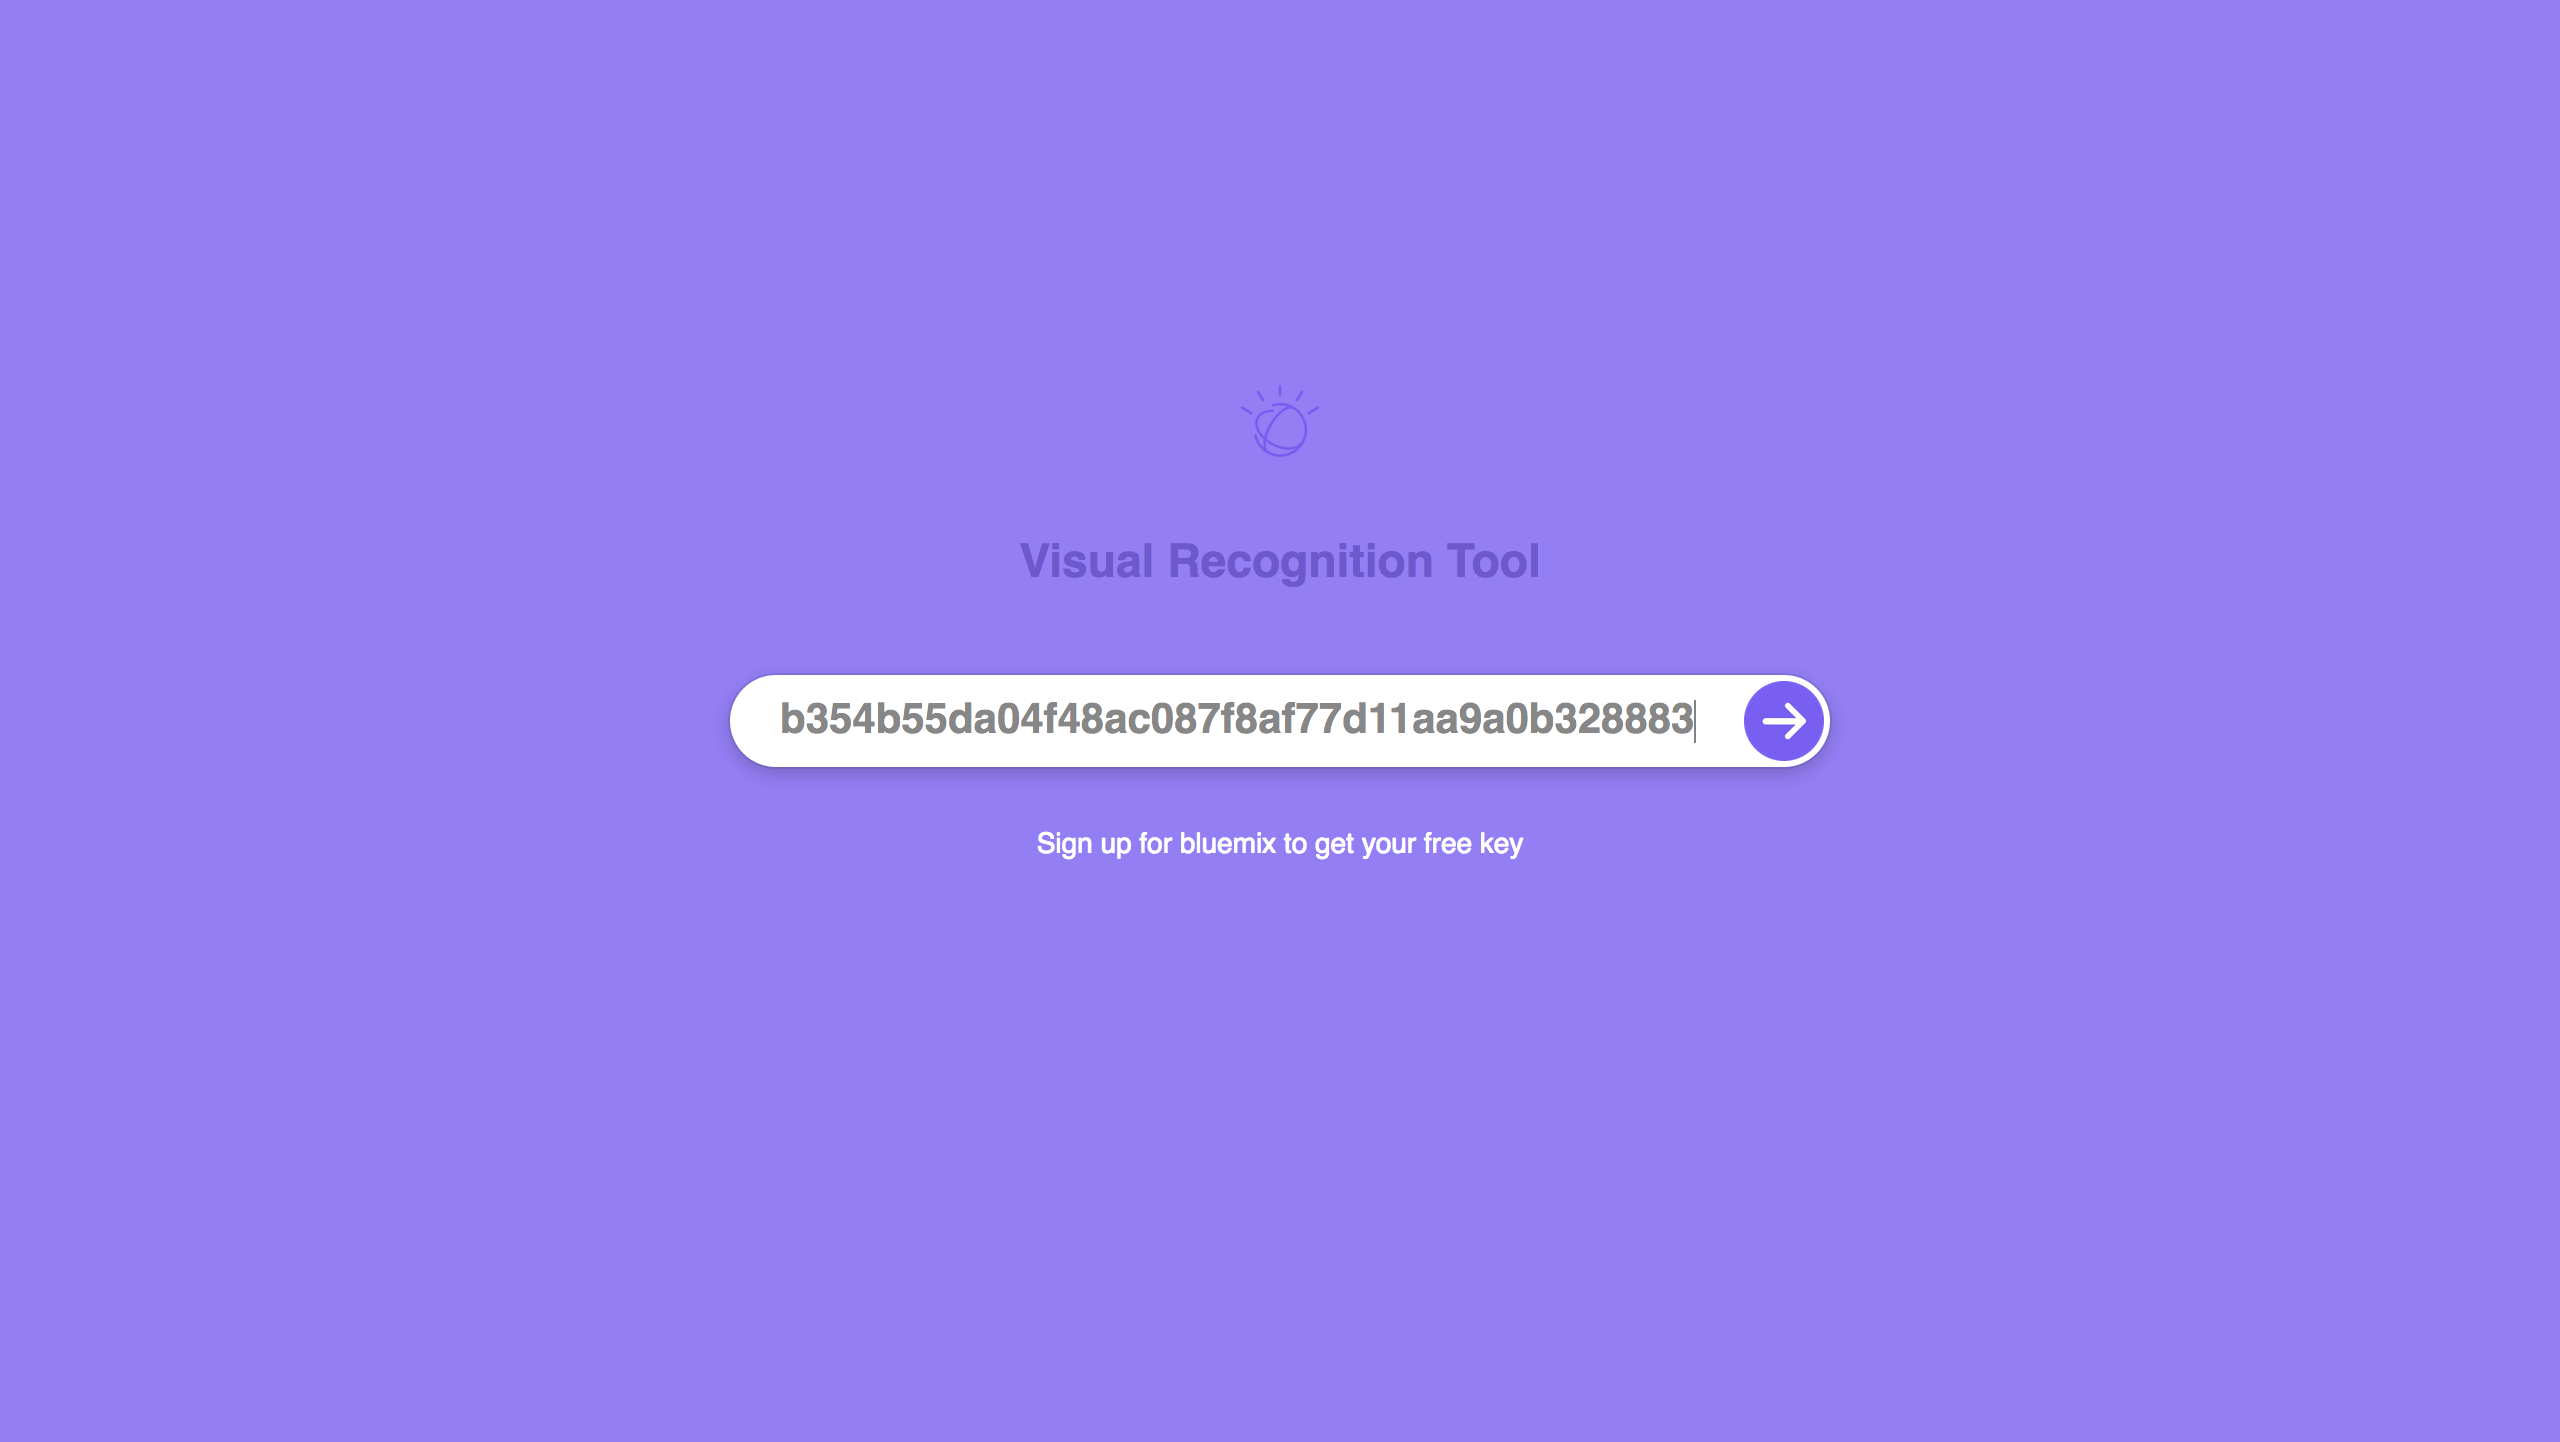 Visual Recognition Tool
b354b55da04f48ac087f8af77d11aa9a0b328883
Sign up for bluemix to get your free key